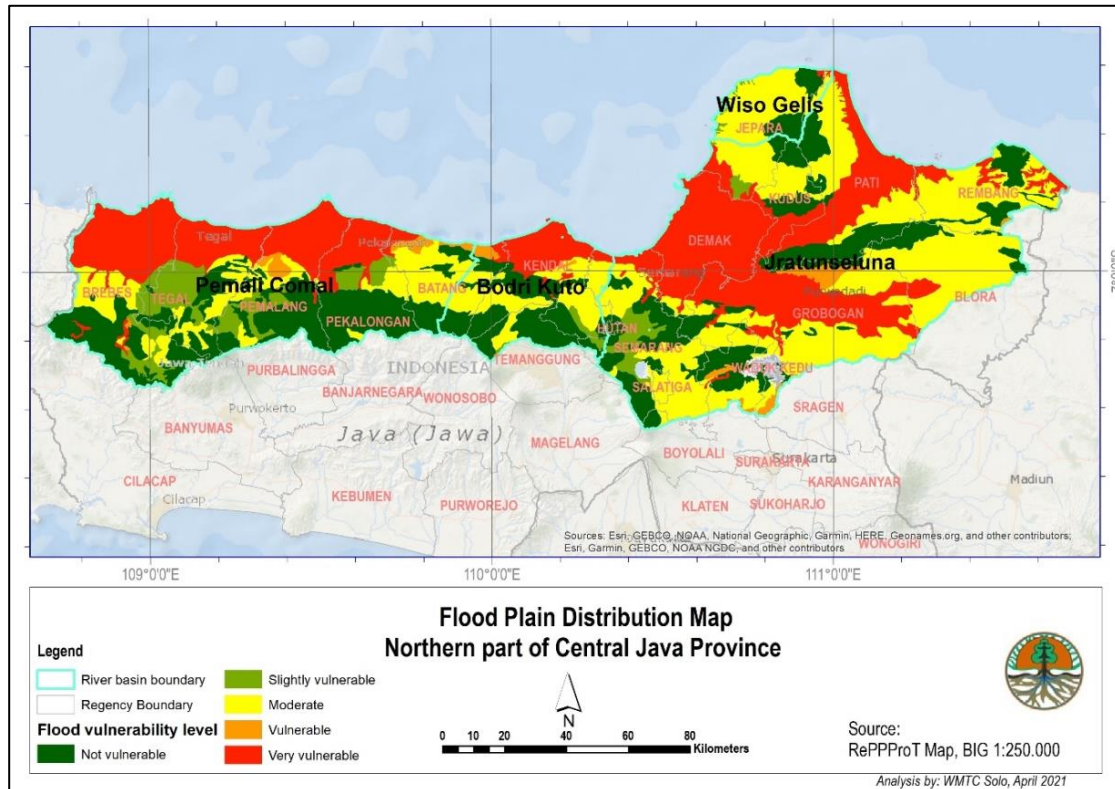 Wiso Gelis
JEPARA
PATI
KUDUS
REMBANG
Tegal
DEMAK
KENDAL
Jratunseluna
BREBES
TEGAL
Pemali Comal
PEMALANG
BATANG
Bodri Kuto
BLORA
GROBOGAN
PEKALONGAN
HUTAN
SEMARANG
TEMANGGUNG
WADUK KEDU
PURBALINGGA
INDONESIA
SALATIGA
BANJARNEGARA
WONOSOBO
Purwokerto
SRAGEN
BANYUMAS
Java (Jawa)
MAGELANG
BOYOLALI
SURAKARTA
Surakarta
KARANGANYAR
Madiun
CILACAP
Cilacap
KEBUMEN
PURWOREJO
KLATEN
SUKOHARJO
WONOGIRI
Sources: Esri, GEBCO, NOAA, National Geographic, Garmin, HERE, Geonames.org, and other contributors;
Esri, Garmin, GEBCO, NOAA NGDC, and other contributors
109°0'0"E
110°0'0"E
111°0'0"E
Flood Plain Distribution Map
Northern part of Central Java Province
Legend
River basin boundary
Regency Boundary
Flood vulnerability level
Not vulnerable
Slightly vulnerable
Moderate
Vulnerable
Very vulnerable
N
0 10 20 40 60 80
Kilometers
Source:
RePPProT Map, BIG 1:250.000
Analysis by: WMTC Solo, April 2021